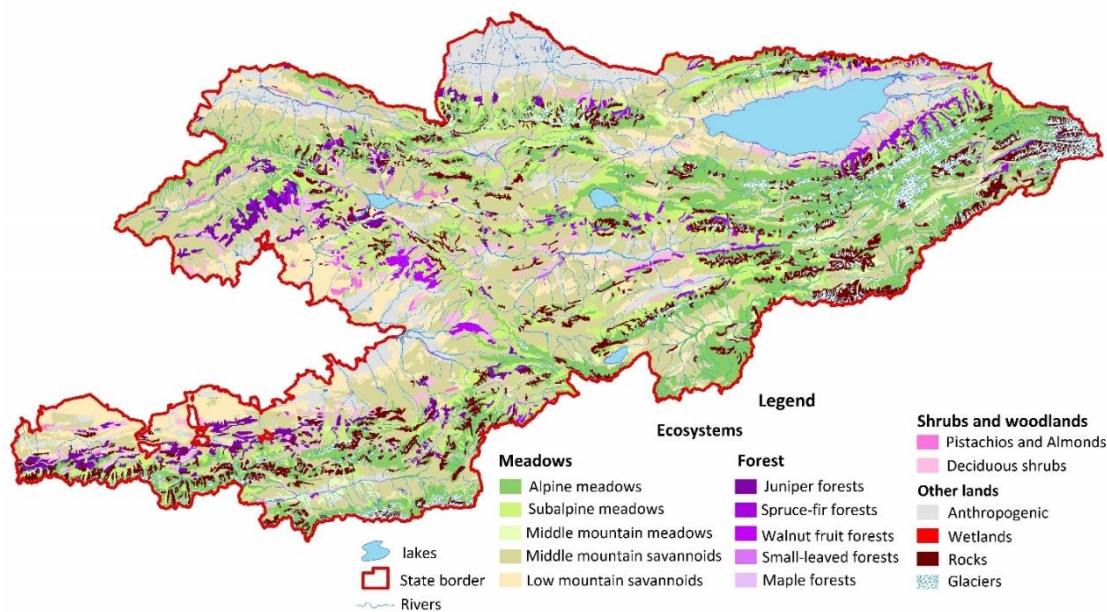 Legend
Ecosystems
Meadows
Alpine meadows
Subalpine meadows
Middle mountain meadows
Middle mountain savannoids
Low mountain savannoids
Forest
Juniper forests
Spruce-fir forests
Walnut fruit forests
Small-leaved forests
Maple forests
Shrubs and woodlands
Pistachios and Almonds
Deciduous shrubs
Other lands
Anthropogenic
Wetlands
Rocks
Glaciers
lakes
State border
Rivers